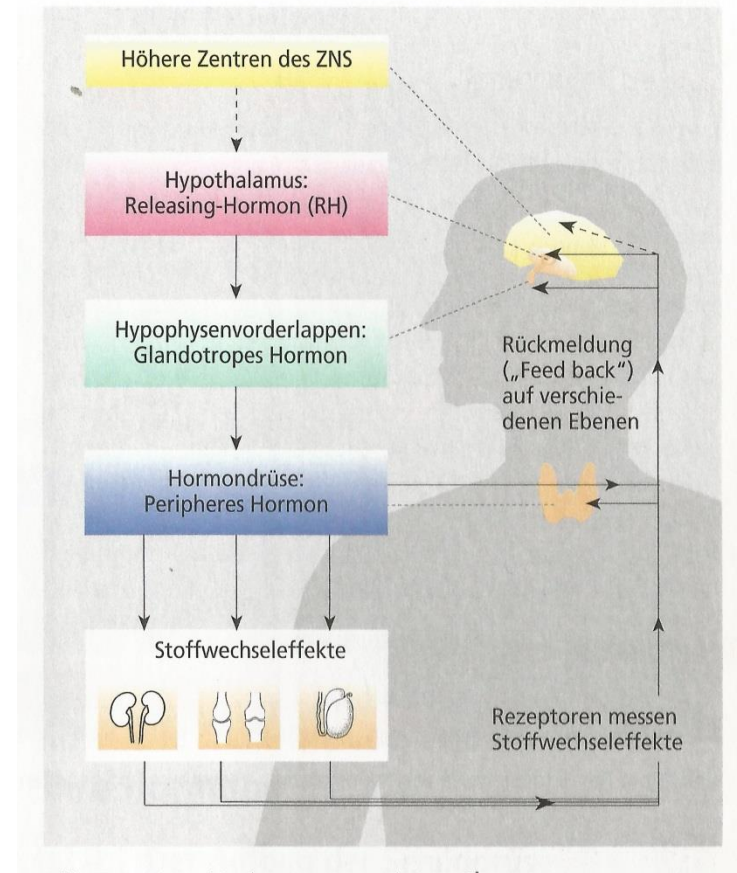 Höhere Zentren des ZNS
Hypothalamus:
Releasing-Hormon (RH)
Hypophysenvorderlappen:
Glandotropes Hormon
Rückmeldung
(„Feed back“)
auf verschie-
denen Ebenen
Hormondrüse:
Peripheres Hormon
Stoffwechseleffekte
Rezeptoren messen
Stoffwechseleffekte